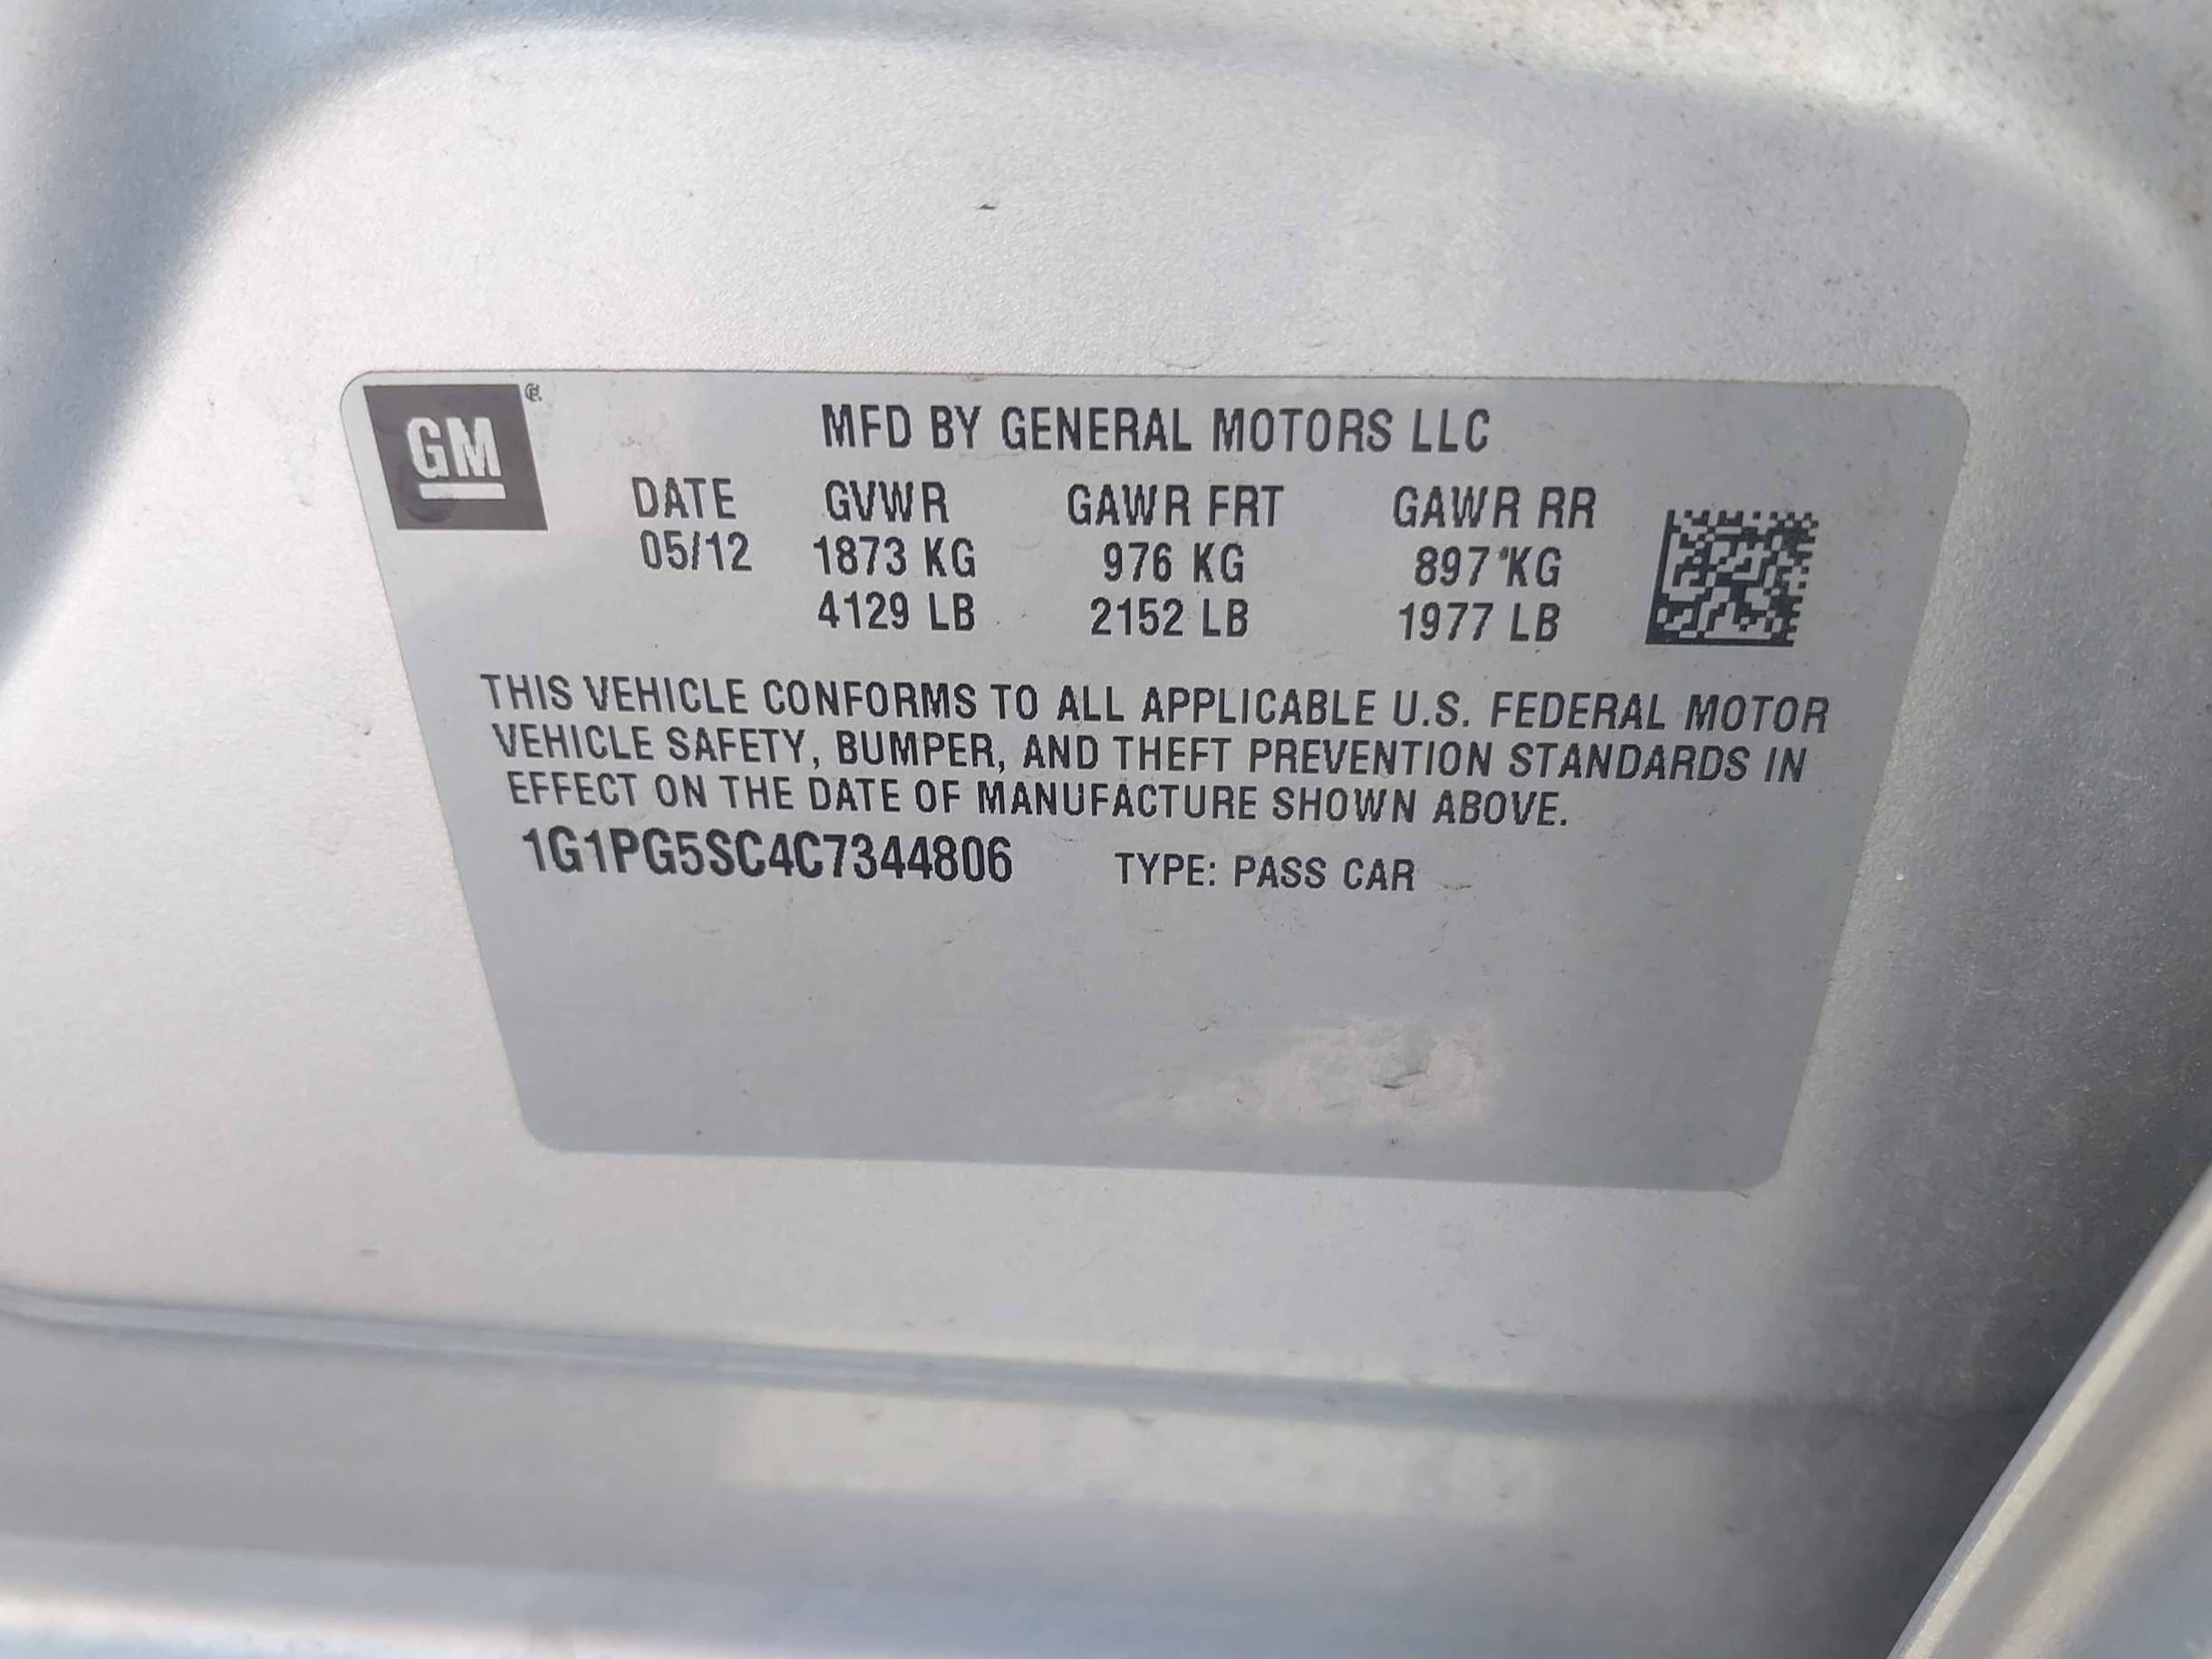 GM
MFD BY GENERAL MOTORS LLC
DATE GVWR GAWR FRT GAWR RR
05/12 1873 KG 976 KG 897 KG
4129 LB 2152 LB 1977 LB
THIS VEHICLE CONFORMS TO ALL APPLICABLE U.S. FEDERAL MOTOR
VEHICLE SAFETY, BUMPER, AND THEFT PREVENTION STANDARDS IN
EFFECT ON THE DATE OF MANUFACTURE SHOWN ABOVE.
1G1PG5SC4C7344806 TYPE: PASS CAR